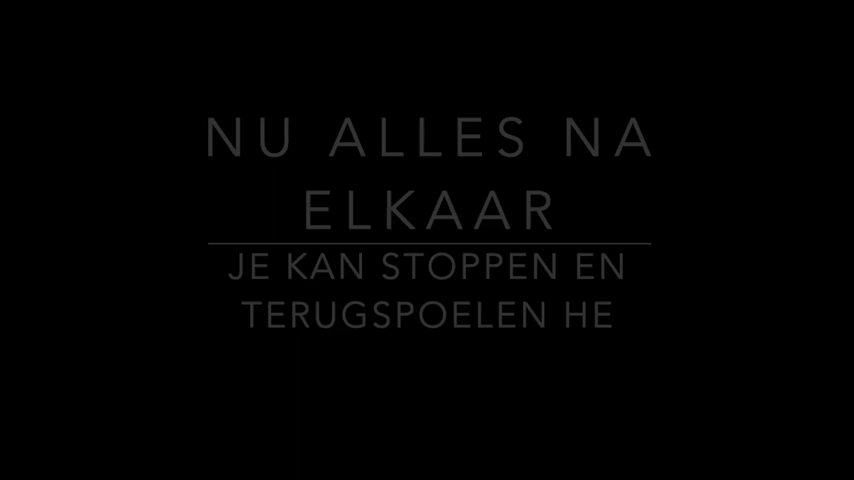 NU ALLES NA
ELKAAR
JE KAN STOPPEN EN
TERUGSPOELEN HE